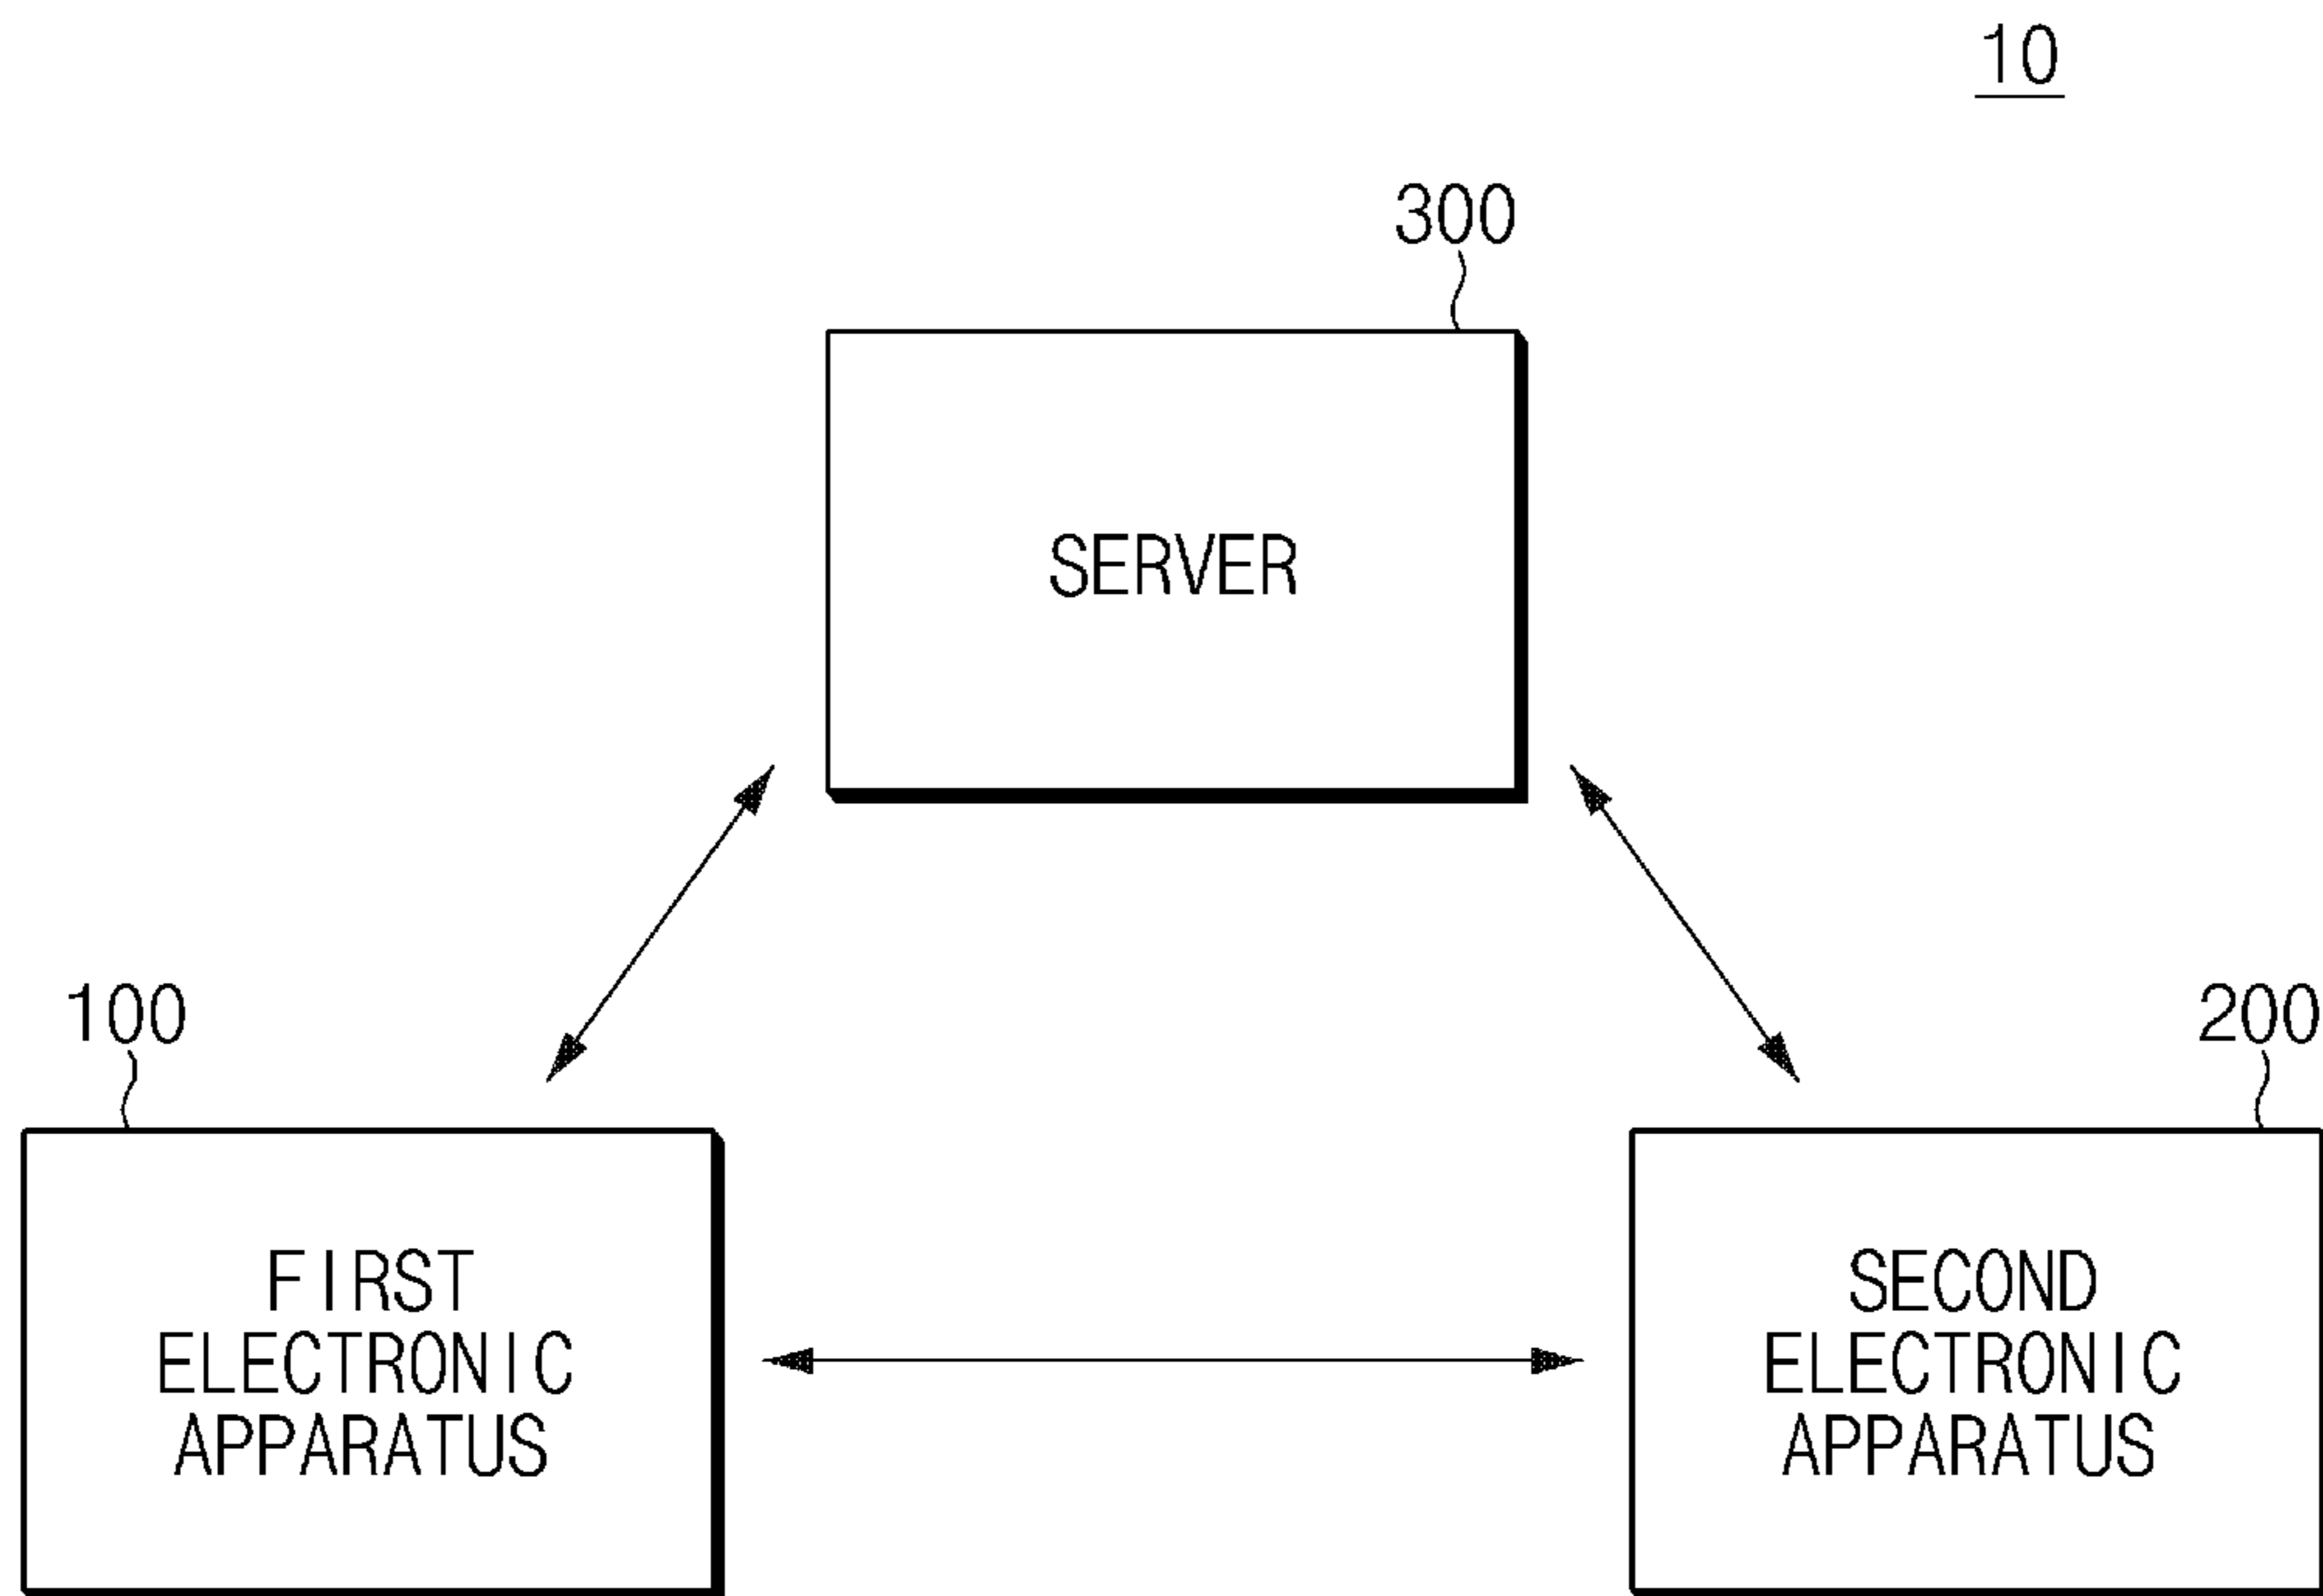 10
300
SERVER
100
200
FIRST
ELECTRONIC
APPARATUS
SECOND
ELECTRONIC
APPARATUS